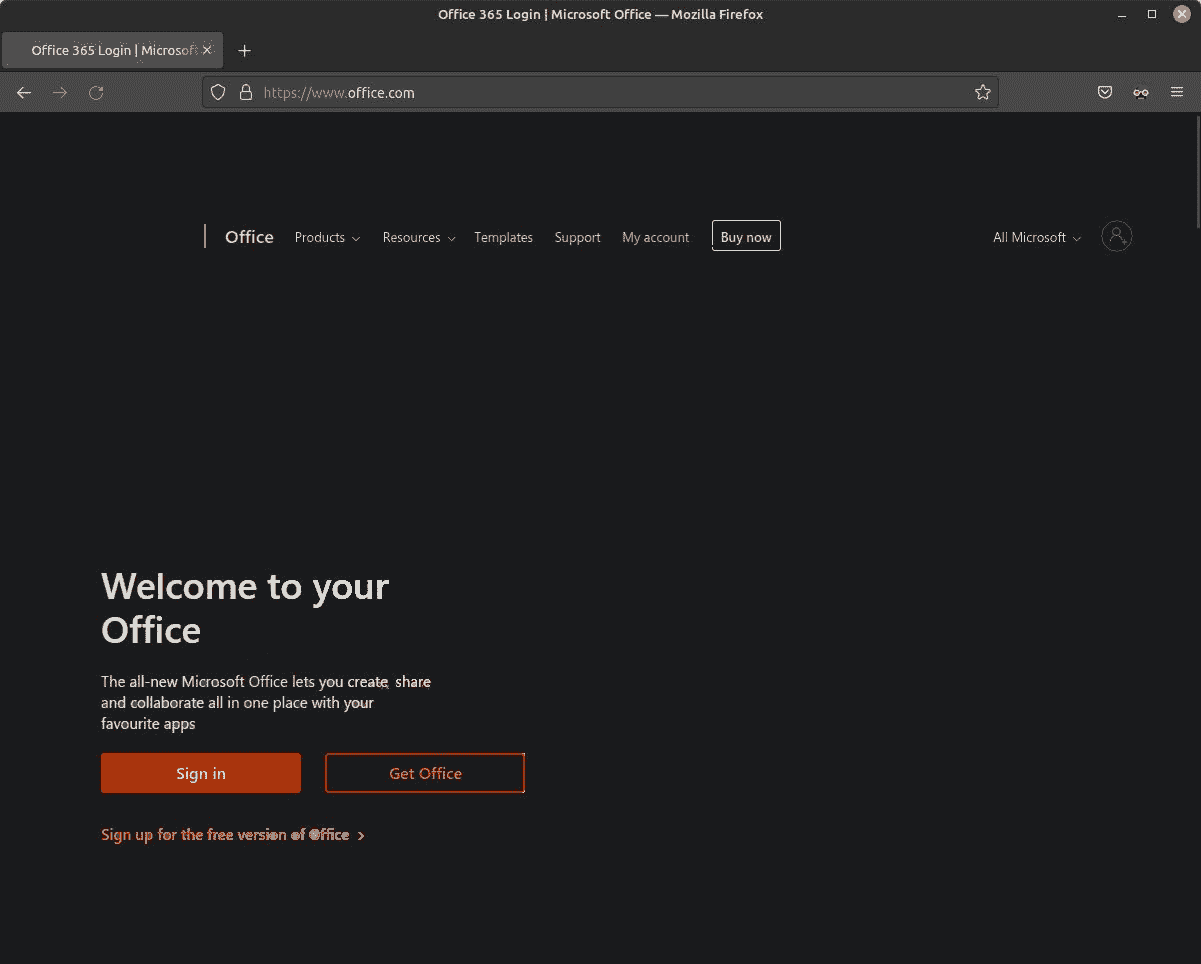 Office 365 Login | Microsoft Office — Mozilla Firefox
Office 365 Login | Microsoft
https://www.office.com
Office Products Resources Templates Support My account Buy now All Microsoft
Welcome to your
Office
The all-new Microsoft Office lets you create, share
and collaborate all in one place with your
favourite apps
Sign in Get Office
Sign up for the free version of Office